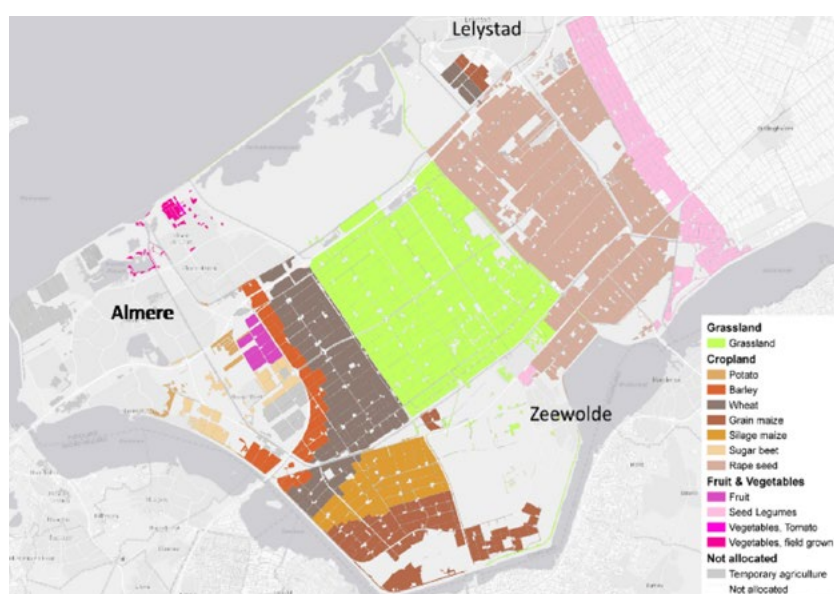 Lelystad
Almere
Zeewolde
Grassland
Grassland
Cropland
Potato
Barley
Wheat
Grain maize
Silage maize
Sugar beet
Rape seed
Fruit & Vegetables
Fruit
Seed Legumes
Vegetables, Tomato
Vegetables, field grown
Not allocated
Temporary agriculture
Not allocated